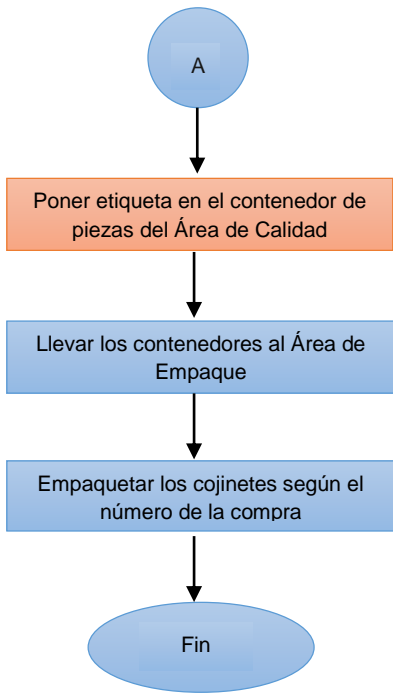 A
Poner etiqueta en el contenedor de
piezas del Área de Calidad
Llevar los contenedores al Área de
Empaque
Empaquetar los cojinetes según el
número de la compra
Fin